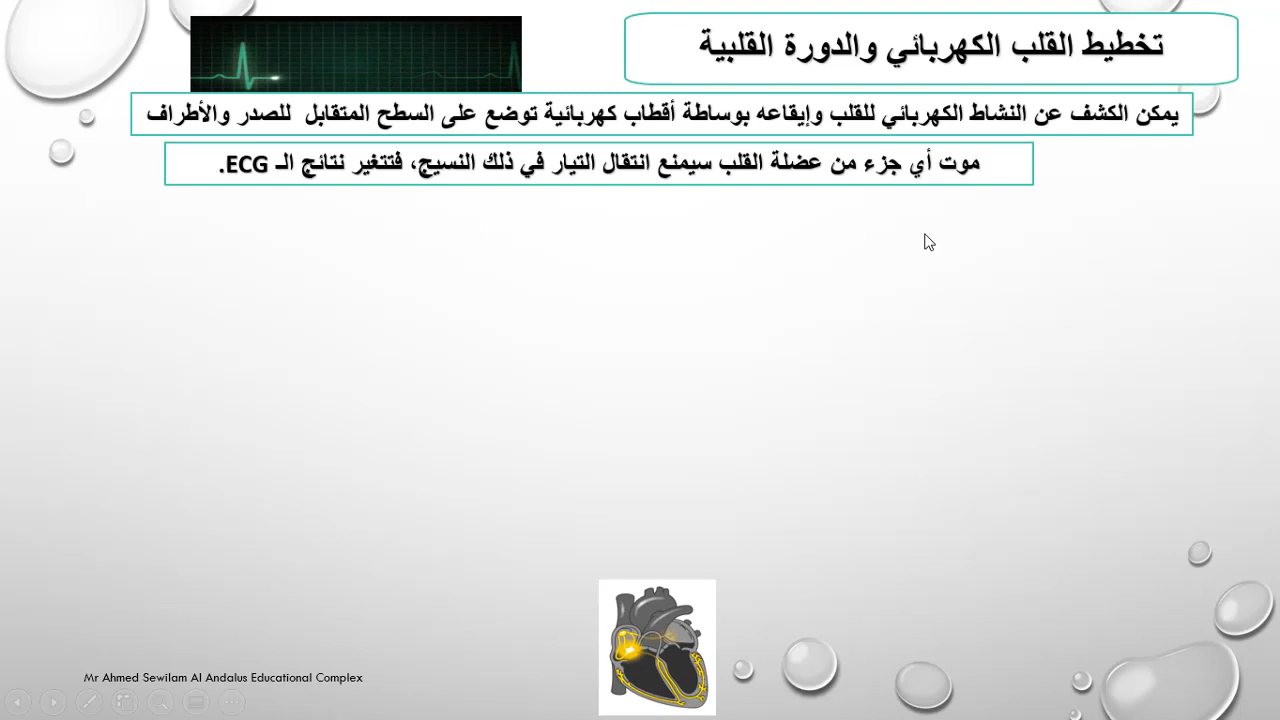 تخطيط القلب الكهربائي والدورة القلبية
يمكن الكشف عن النشاط الكهربائي للقلب وإيقاعه بوساطة أقطاب كهربائية توضع على السطح المتقابل للصدر والأطراف
موت أي جزء من عضلة القلب سيمنع انتقال التيار في ذلك النسيج، فتتغير نتائج الـ ECG.
Mr Ahmed Sewilam Al Andalus Educational Complex